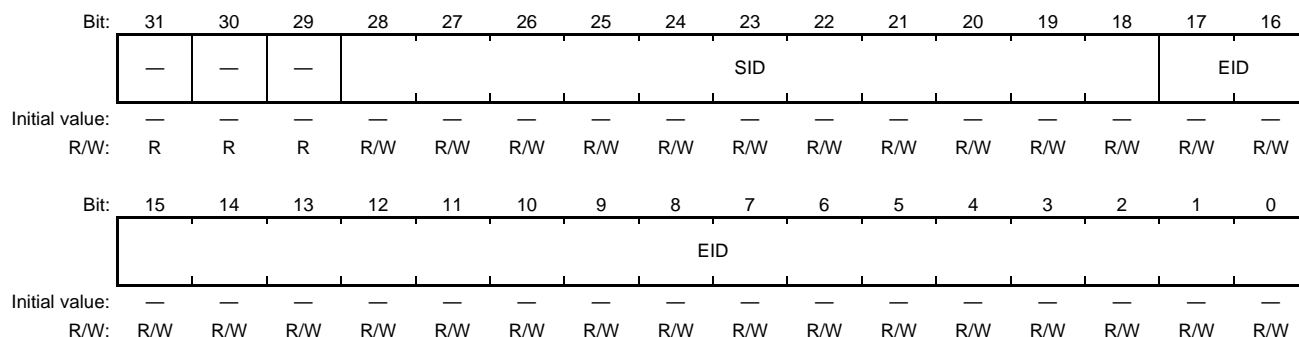 Bit: 31 30 29 28 27 26 25 24 23 22 21 20 19 18 17 16
— — — SID EID
Initial value: — — — — — — — — — — — — — — — —
R/W: R R R R/W R/W R/W R/W R/W R/W R/W R/W R/W R/W R/W R/W R/W
Bit: 15 14 13 12 11 10 9 8 7 6 5 4 3 2 1 0
EID
Initial value: — — — — — — — — — — — — — — — —
R/W: R/W R/W R/W R/W R/W R/W R/W R/W R/W R/W R/W R/W R/W R/W R/W R/W